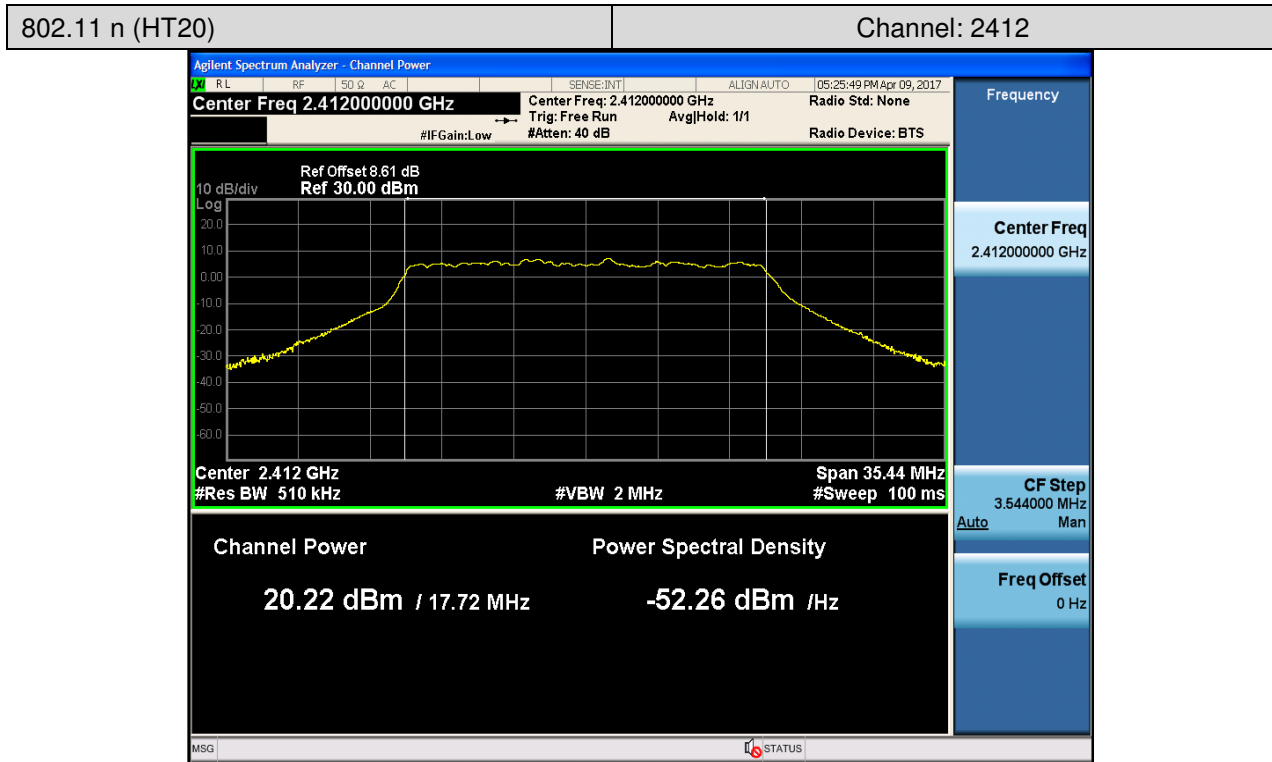 802.11 n (HT20) Channel: 2412
Agilent Spectrum Analyzer - Channel Power
LXI RL RF 50 Ω AC SENSE:INT ALIGN AUTO 05:25:49 PM Apr 09, 2017
Center Freq 2.412000000 GHz Center Freq: 2.412000000 GHz Radio Std: None
Trig: Free Run Avg|Hold: 1/1
#IFGain:Low #Atten: 40 dB Radio Device: BTS
Ref Offset 8.61 dB
10 dB/div Ref 30.00 dBm
Log
20.0
10.0
0.00
-10.0
-20.0
-30.0
-40.0
-50.0
-60.0
Center 2.412 GHz Span 35.44 MHz
#Res BW 510 kHz #VBW 2 MHz #Sweep 100 ms
Channel Power Power Spectral Density
20.22 dBm / 17.72 MHz -52.26 dBm /Hz
Frequency
Center Freq
2.412000000 GHz
CF Step
3.544000 MHz
Auto Man
Freq Offset
0 Hz
MSG STATUS